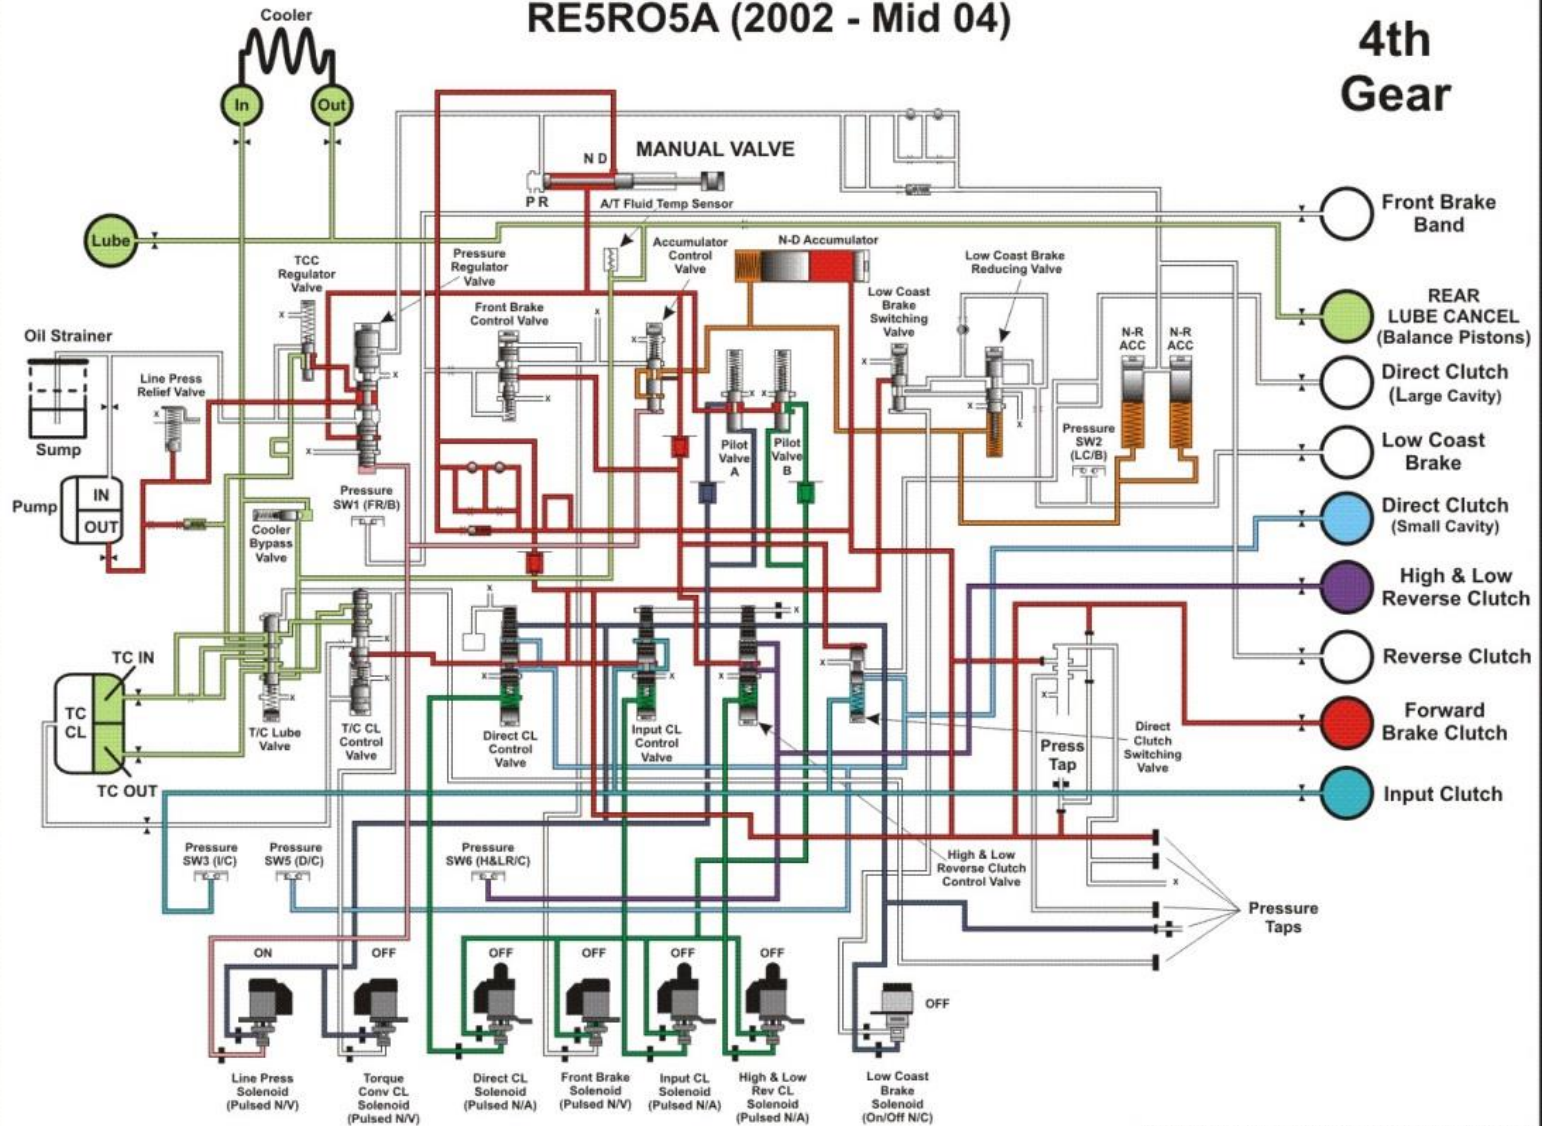 RE5RO5A (2002 - Mid 04)
4th
Gear
Cooler
In
Out
MANUAL VALVE
N D
P R
A/T Fluid Temp Sensor
Front Brake
Band
Lube
TCC
Regulator
Valve
Pressure
Regulator
Valve
Accumulator
Control
Valve
N-D Accumulator
Low Coast Brake
Reducing Valve
Low Coast
Brake
Switching
Valve
REAR
LUBE CANCEL
(Balance Pistons)
Front Brake
Control Valve
N-R
ACC
N-R
ACC
Oil Strainer
Sump
Line Press
Relief Valve
x
x
x
x
x
x
x
x
x
x
x
x
x
Direct Clutch
(Large Cavity)
Pressure
SW2
(LC/B)
Low Coast
Brake
Pilot
Valve
A
Pilot
Valve
B
Pump
IN
OUT
Pressure
SW1 (FR/B)
Cooler
Bypass
Valve
x
Direct Clutch
(Small Cavity)
High & Low
Reverse Clutch
x
x
x
x
x
x
x
x
x
x
Reverse Clutch
TC IN
TC
CL
TC OUT
T/C Lube
Valve
T/C CL
Control
Valve
Direct CL
Control
Valve
Input CL
Control
Valve
Direct
Clutch
Switching
Valve
Press
Tap
Forward
Brake Clutch
Input Clutch
Pressure
SW3 (I/C)
Pressure
SW5 (D/C)
Pressure
SW6 (H&LR/C)
High & Low
Reverse Clutch
Control Valve
x
Pressure
Taps
ON
OFF
OFF
OFF
OFF
OFF
OFF
Line Press
Solenoid
(Pulsed N/V)
Torque
Conv CL
Solenoid
(Pulsed N/V)
Direct CL
Solenoid
(Pulsed N/A)
Front Brake
Solenoid
(Pulsed N/V)
Input CL
Solenoid
(Pulsed N/A)
High & Low
Rev CL
Solenoid
(Pulsed N/A)
Low Coast
Brake
Solenoid
(On/Off N/C)